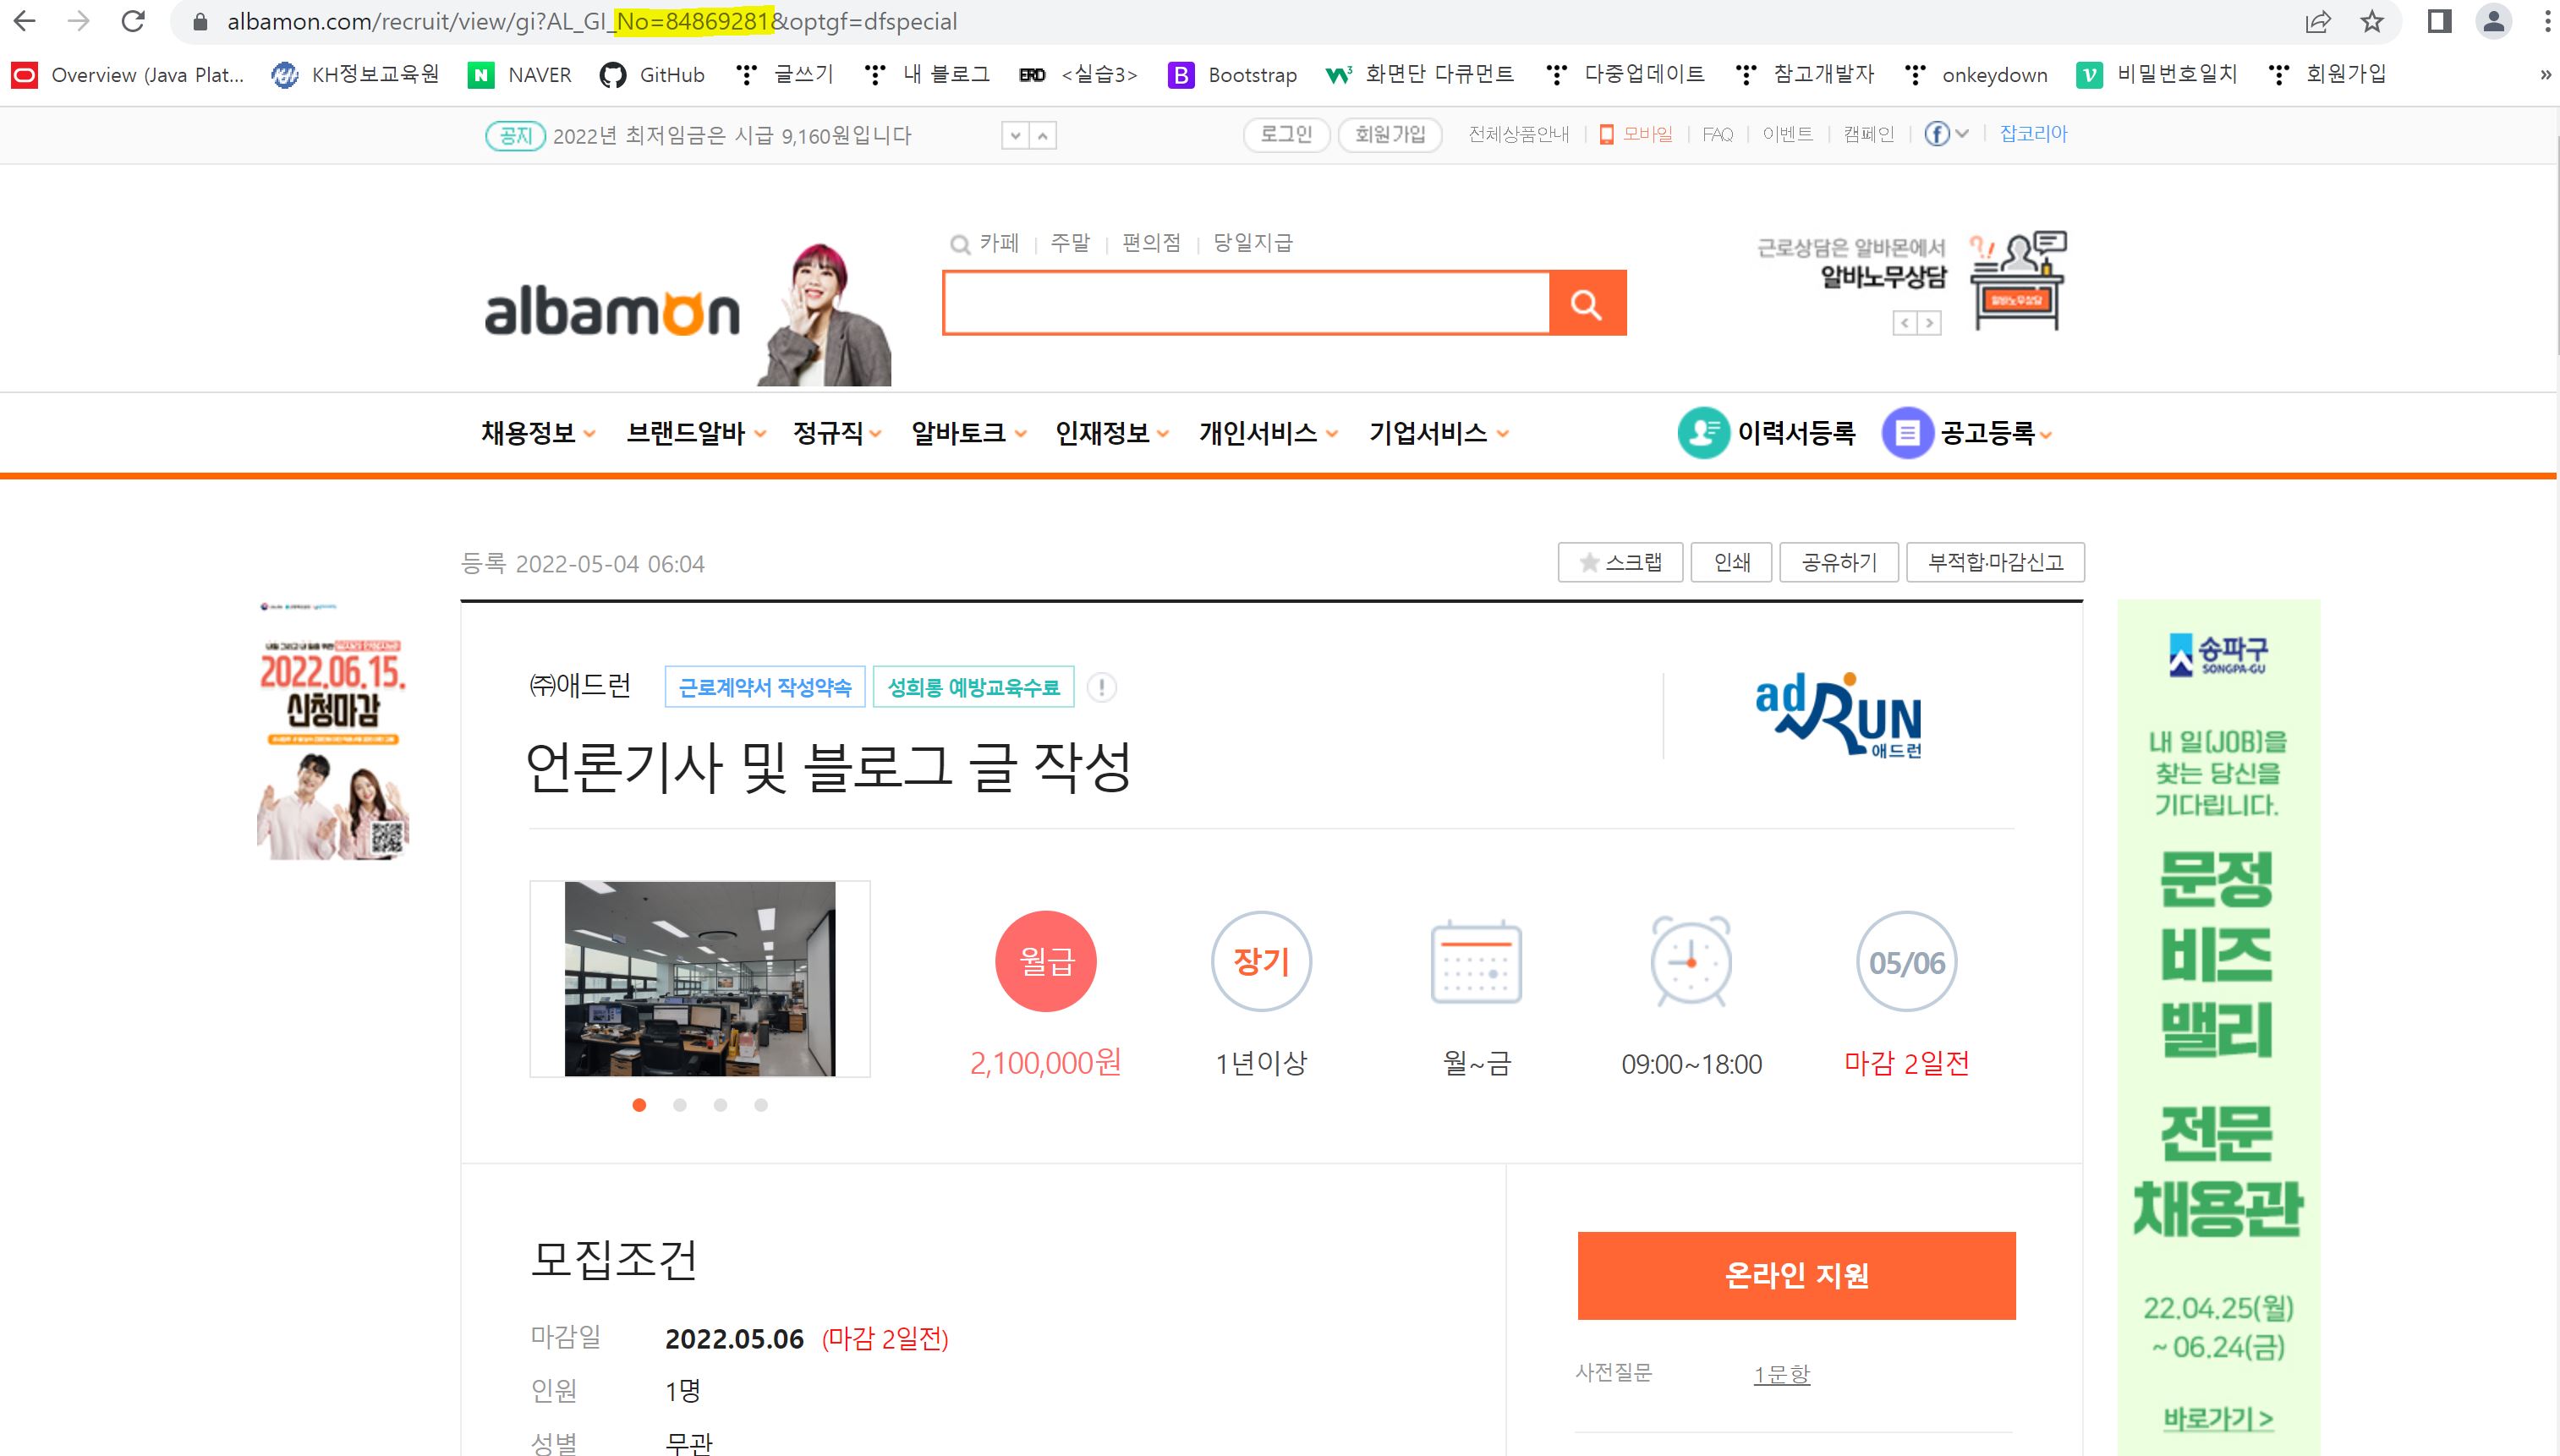 albamon.com/recruit/view/gi?AL_GI_No=84869281&optgf=dfspecial
Overview (Java Plat... KH정보교육원 NAVER GitHub 글쓰기 내 블로그 <실습3> Bootstrap 화면단 다큐먼트 다중업데이트 참고개발자 onkeydown 비밀번호일치 회원가입 »
공지 2022년 최저임금은 시급 9,160원입니다 로그인 회원가입 전체상품안내 모바일 FAQ 이벤트 캠페인 잡코리아
카페 주말 편의점 당일지급
albamon
근로상담은 알바몬에서
알바노무상담
알바노무상담
채용정보 브랜드알바 정규직 알바토크 인재정보 개인서비스 기업서비스 이력서등록 공고등록
등록 2022-05-04 06:04 스크랩 인쇄 공유하기 부적합·마감신고
2022.06.15.
신청마감
㈜애드런 근로계약서 작성약속 성희롱 예방교육수료
언론기사 및 블로그 글 작성
adRUN
애드런
월급 장기 05/06
2,100,000원 1년이상 월~금 09:00~18:00 마감 2일전
모집조건
마감일 2022.05.06 (마감 2일전)
인원 1명
성별 무관
온라인 지원
사전질문 1문항
송파구
SONGPA-GU
내 일(JOB)을
찾는 당신을
기다립니다.
문정
비즈
밸리
전문
채용관
22.04.25(월)
~ 06.24(금)
바로가기 >